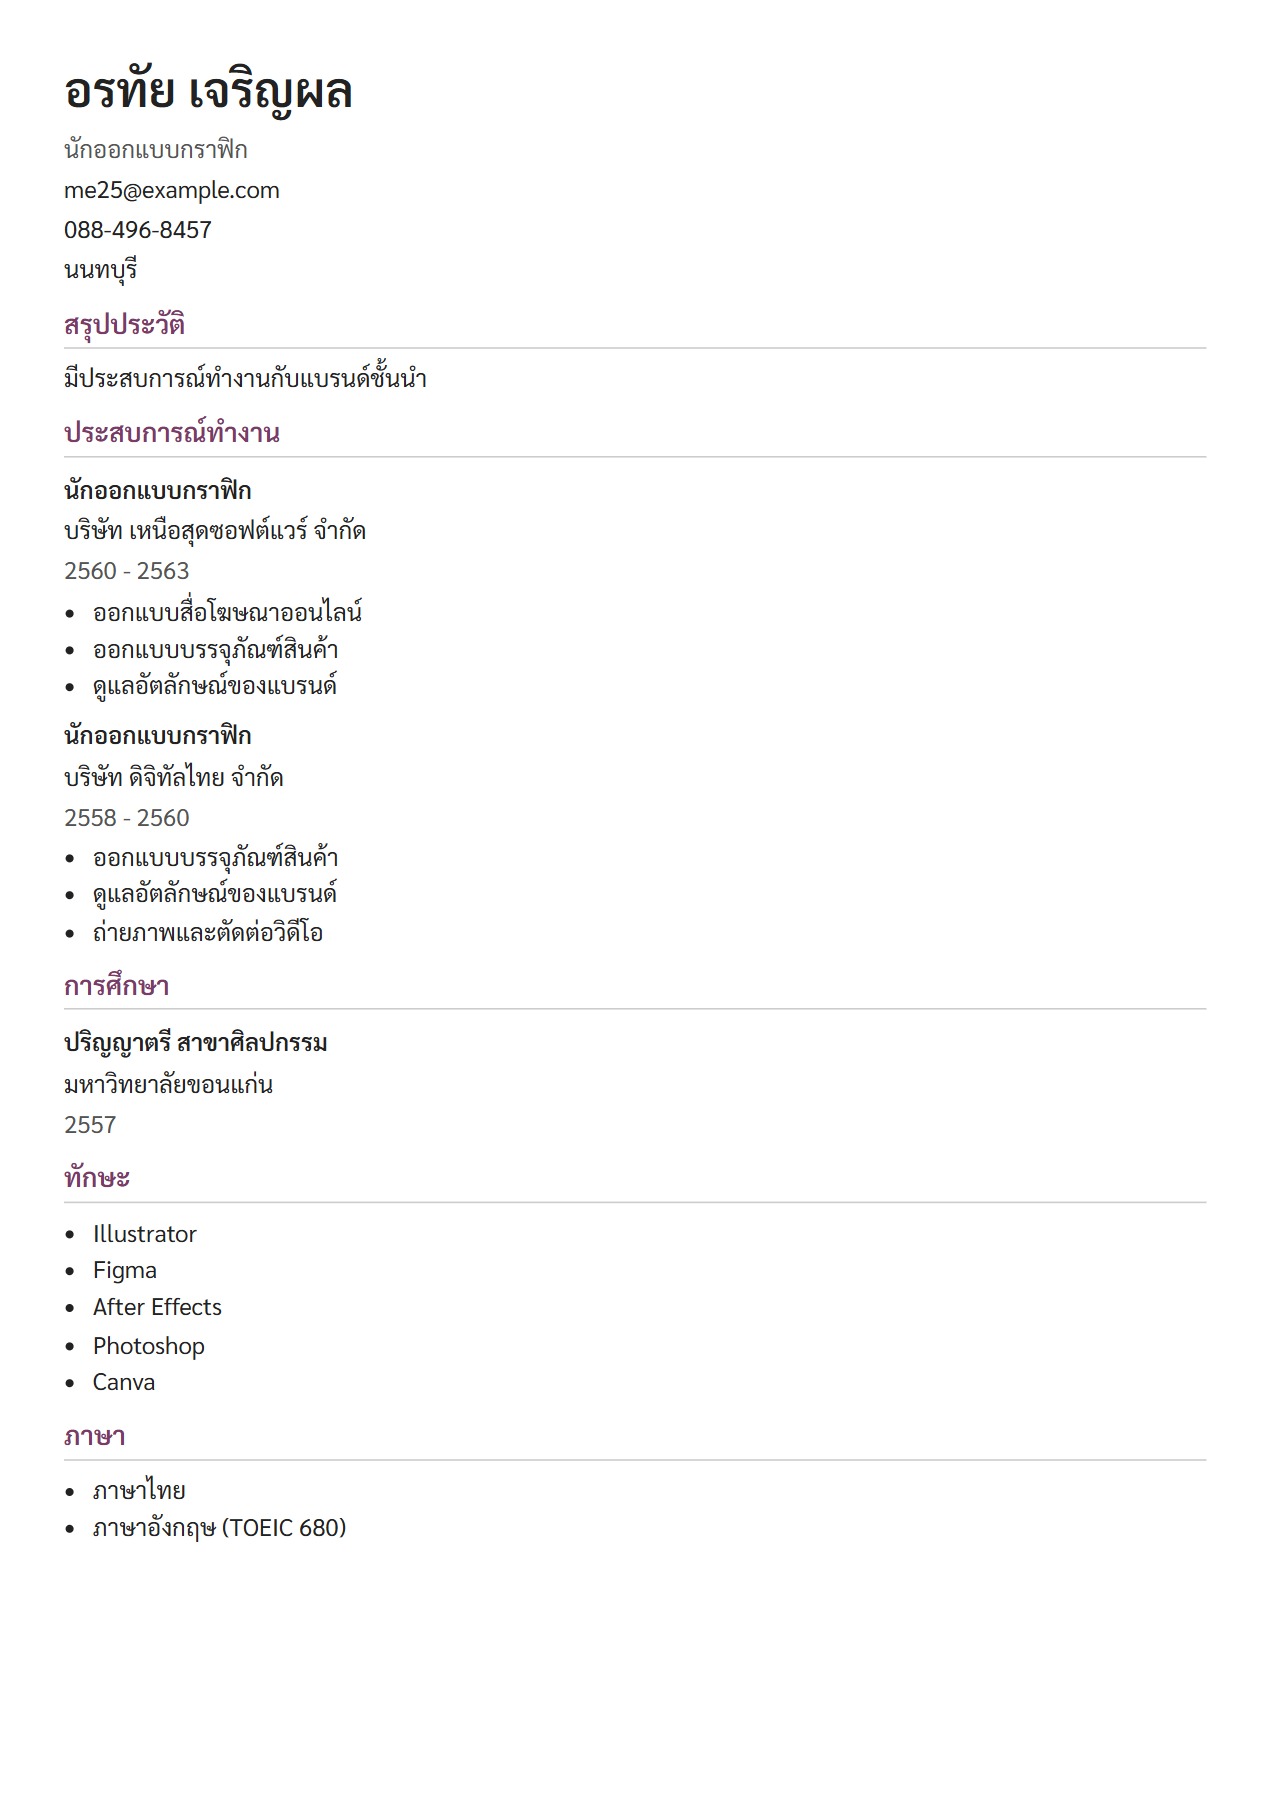 อรทัย เจริญผล
นักออกแบบกราฟิก
me25@example.com
088-496-8457
นนทบุรี
สรุปประวัติ
มีประสบการณ์ทำงานกับแบรนด์ชั้นนำ
ประสบการณ์ทำงาน
นักออกแบบกราฟิก
บริษัท เหนือสุดซอฟต์แวร์ จำกัด
2560 - 2563
• ออกแบบสื่อโฆษณาออนไลน์
• ออกแบบบรรจุภัณฑ์สินค้า
• ดูแลอัตลักษณ์ของแบรนด์
นักออกแบบกราฟิก
บริษัท ดิจิทัลไทย จำกัด
2558 - 2560
• ออกแบบบรรจุภัณฑ์สินค้า
• ดูแลอัตลักษณ์ของแบรนด์
• ถ่ายภาพและตัดต่อวิดีโอ
การศึกษา
ปริญญาตรี สาขาศิลปกรรม
มหาวิทยาลัยขอนแก่น
2557
ทักษะ
• Illustrator
• Figma
• After Effects
• Photoshop
• Canva
ภาษา
• ภาษาไทย
• ภาษาอังกฤษ (TOEIC 680)